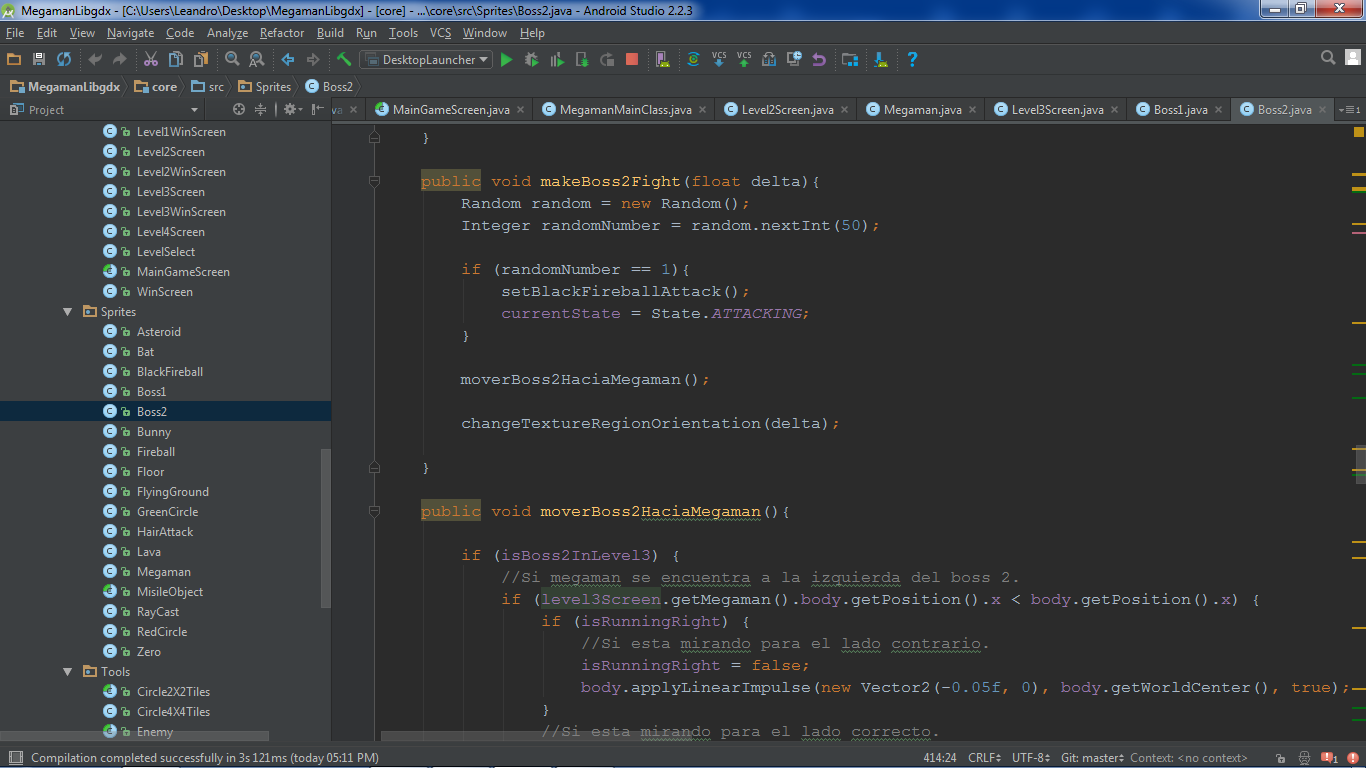 MegamanLibgdx - [C:\Users\Leandro\Desktop\MegamanLibgdx] - [core] - ...\core\src\Sprites\Boss2.java - Android Studio 2.2.3
File Edit View Navigate Code Analyze Refactor Build Run Tools VCS Window Help
DesktopLauncher
VCS VCS
MegamanLibgdx core src Sprites Boss2
Project
va MainGameScreen.java MegamanMainClass.java Level2Screen.java Megaman.java Level3Screen.java Boss1.java Boss2.java
1
Level1WinScreen
Level2Screen
Level2WinScreen
Level3Screen
Level3WinScreen
Level4Screen
LevelSelect
MainGameScreen
WinScreen
Sprites
Asteroid
Bat
BlackFireball
Boss1
Boss2
Bunny
Fireball
Floor
FlyingGround
GreenCircle
HairAttack
Lava
Megaman
MisileObject
RayCast
RedCircle
Zero
Tools
Circle2X2Tiles
Circle4X4Tiles
Enemy
}
public void makeBoss2Fight(float delta){
Random random = new Random();
Integer randomNumber = random.nextInt(50);
if (randomNumber == 1){
setBlackFireballAttack();
currentState = State.ATTACKING;
}
moverBoss2HaciaMegaman();
changeTextureRegionOrientation(delta);
}
public void moverBoss2HaciaMegaman(){
if (isBoss2InLevel3) {
//Si megaman se encuentra a la izquierda del boss 2.
if (level3Screen.getMegaman().body.getPosition().x < body.getPosition().x) {
if (isRunningRight) {
//Si esta mirando para el lado contrario.
isRunningRight = false;
body.applyLinearImpulse(new Vector2(-0.05f, 0), body.getWorldCenter(), true);
}
//Si esta mirando para el lado correcto.
Compilation completed successfully in 3s 121ms (today 05:11 PM)
414:24 CRLF UTF-8 Git: master Context: <no context>
1